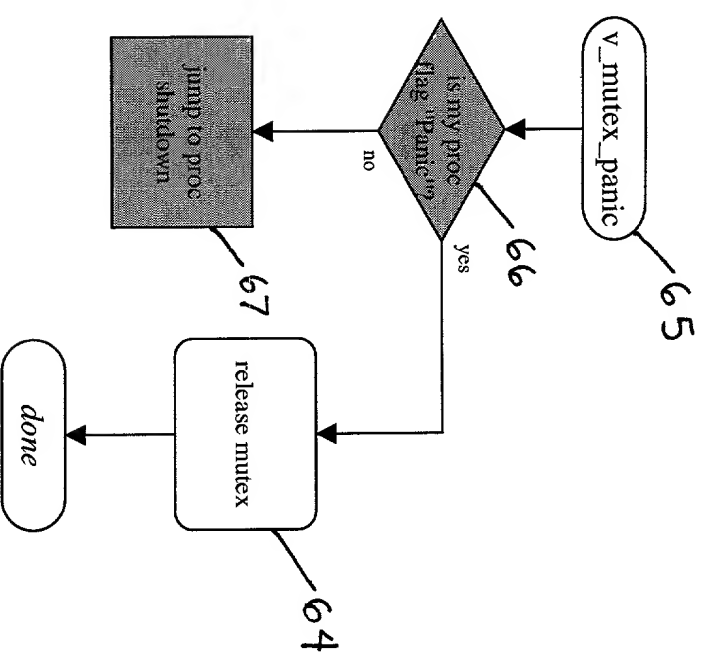 v_mutex_panic
65
is my proc
flag "Panic"?
66
yes
no
jump to proc
shutdown
67
release mutex
64
done